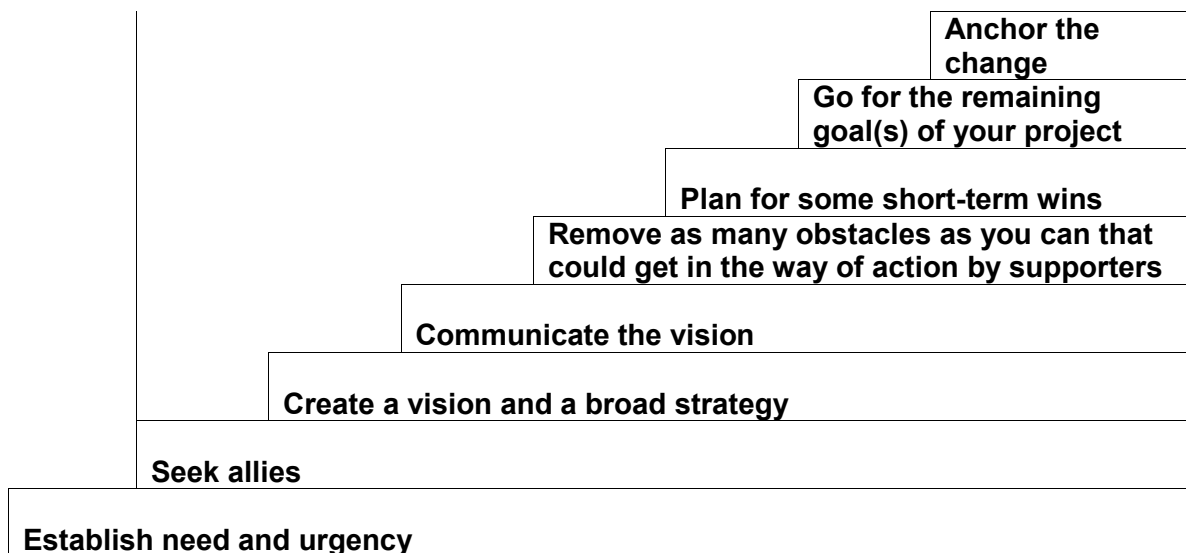 Anchor the
change
Go for the remaining
goal(s) of your project
Plan for some short-term wins
Remove as many obstacles as you can that
could get in the way of action by supporters
Communicate the vision
Create a vision and a broad strategy
Seek allies
Establish need and urgency